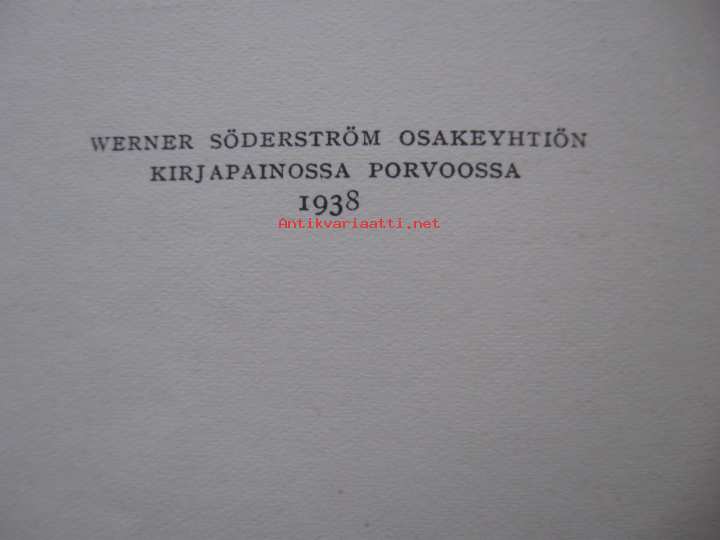 WERNER SÖDERSTRÖM OSAKEYHTIÖN
KIRJAPAINOSSA PORVOOSSA
1938
Antikvariaatti.net